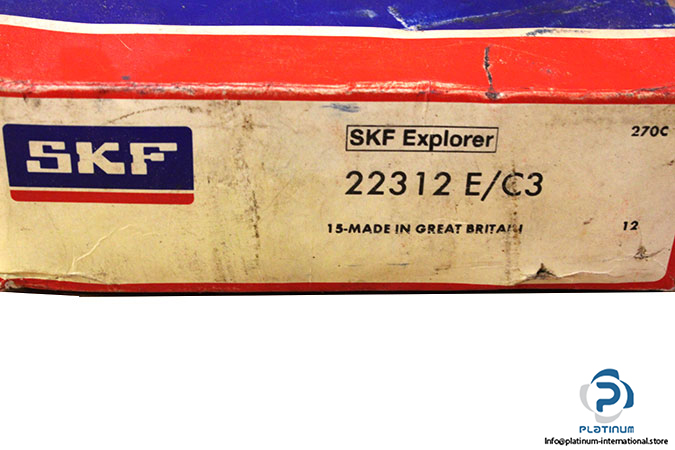 SKF
SKF Explorer
270C
22312 E/C3
15-MADE IN GREAT BRITAIN
12
P
PLATINUM
Info@platinum-international.store